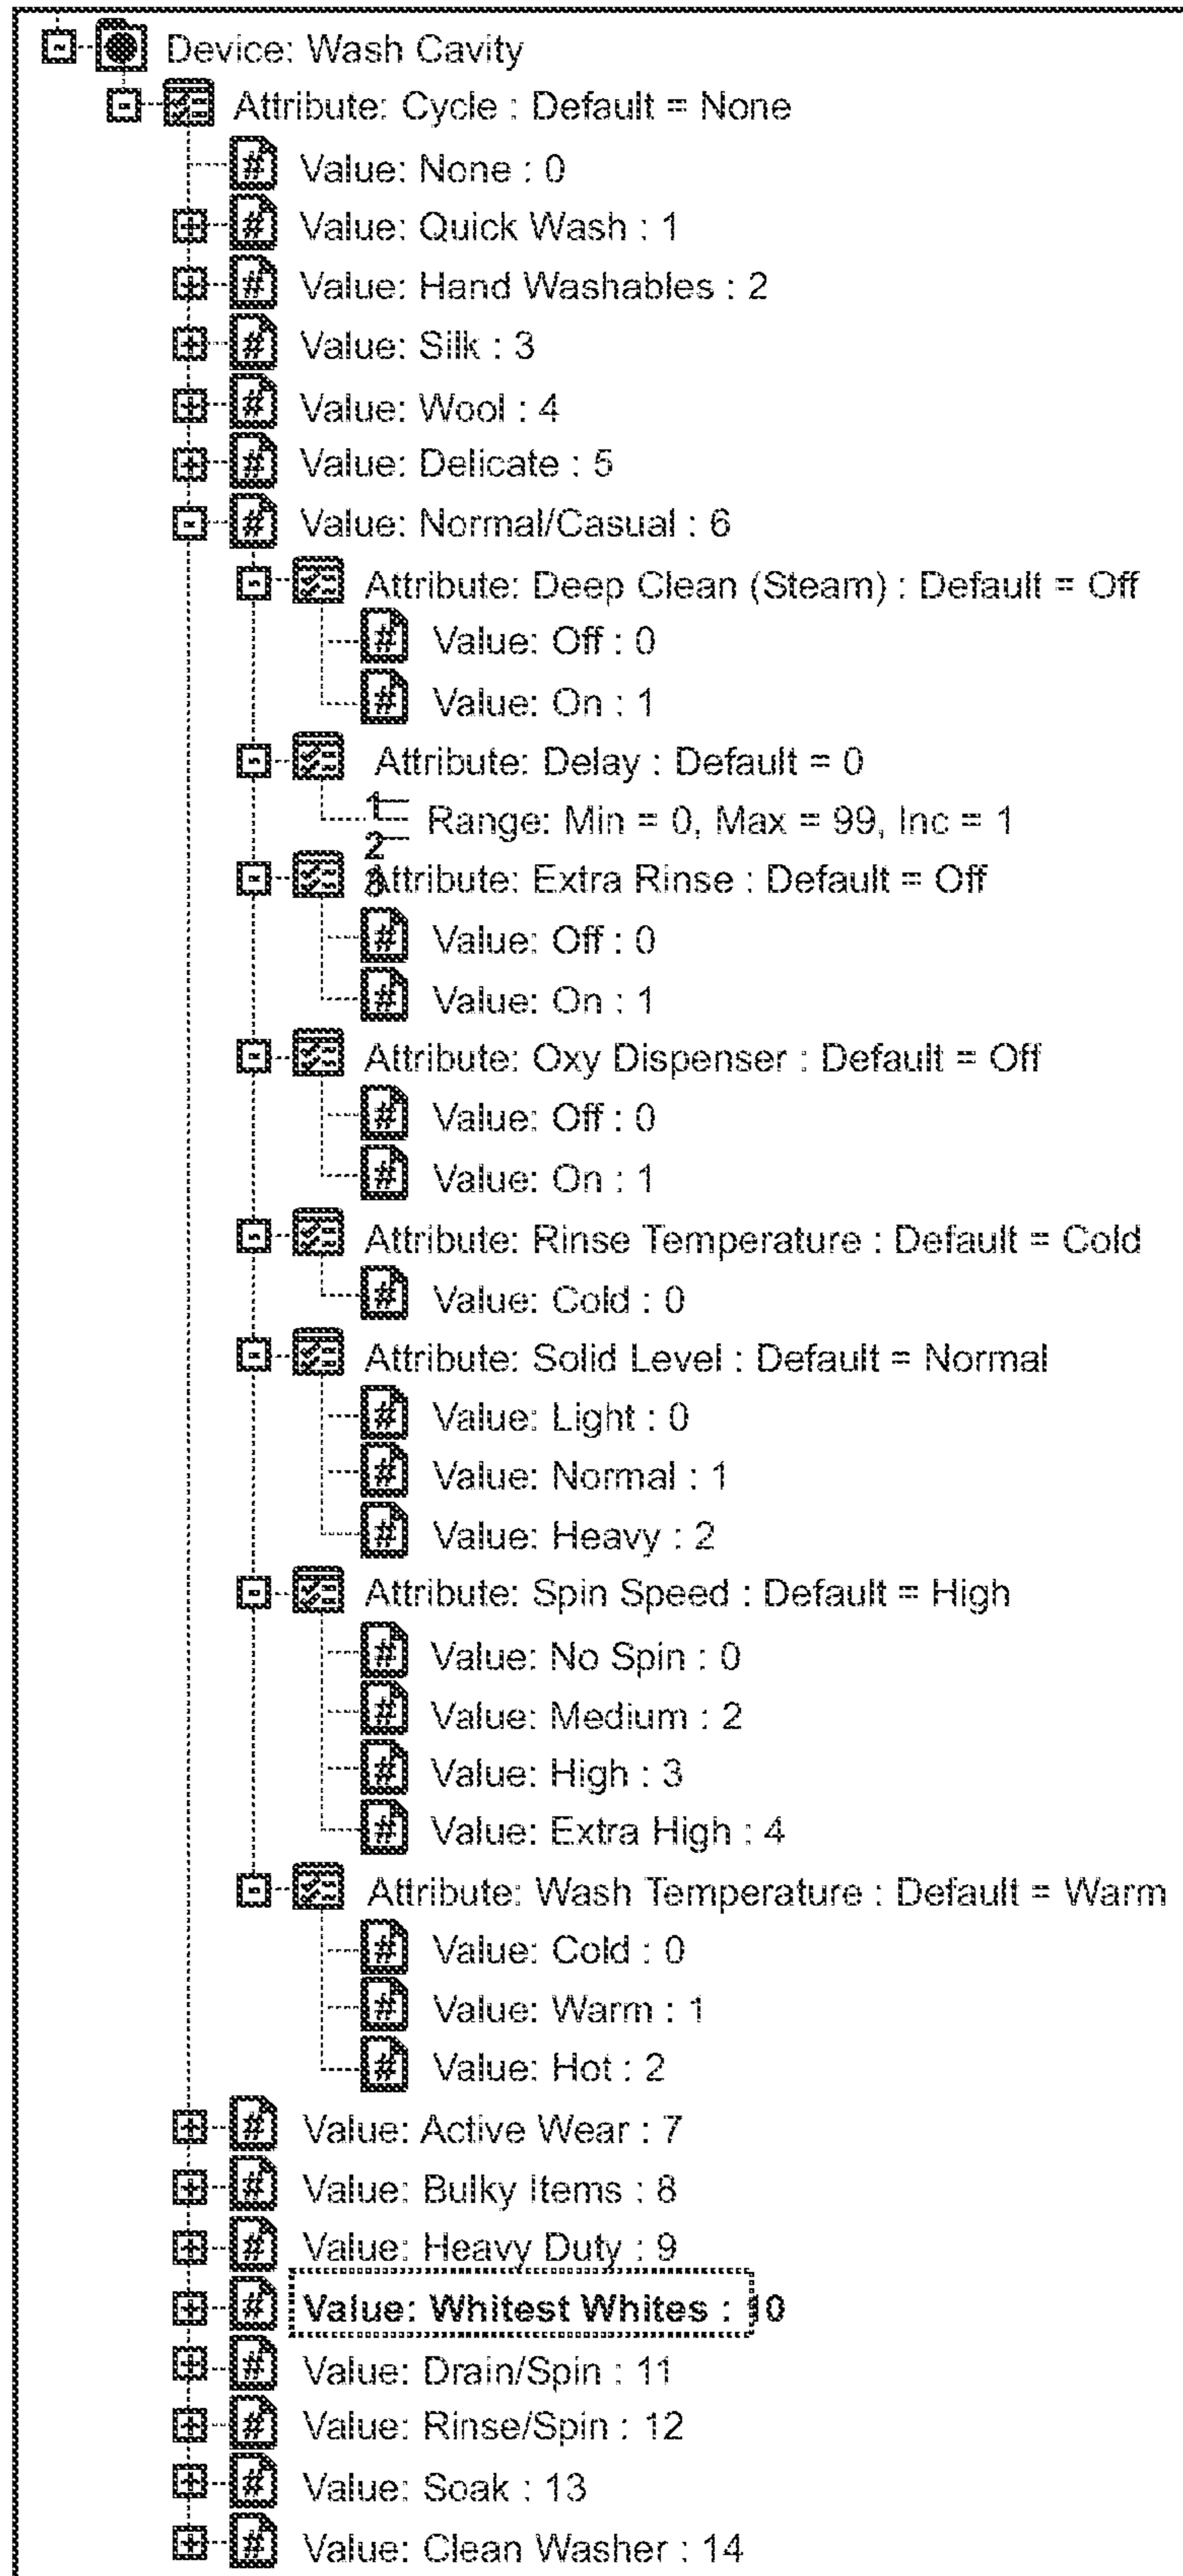 Device: Wash Cavity
Attribute: Cycle : Default = None
# Value: None : 0
# Value: Quick Wash : 1
# Value: Hand Washables : 2
# Value: Silk : 3
# Value: Wool : 4
# Value: Delicate : 5
# Value: Normal/Casual : 6
Attribute: Deep Clean (Steam) : Default = Off
# Value: Off : 0
# Value: On : 1
Attribute: Delay : Default = 0
1 2 3 Range: Min = 0, Max = 99, Inc = 1
Attribute: Extra Rinse : Default = Off
# Value: Off : 0
# Value: On : 1
Attribute: Oxy Dispenser : Default = Off
# Value: Off : 0
# Value: On : 1
Attribute: Rinse Temperature : Default = Cold
# Value: Cold : 0
Attribute: Solid Level : Default = Normal
# Value: Light : 0
# Value: Normal : 1
# Value: Heavy : 2
Attribute: Spin Speed : Default = High
# Value: No Spin : 0
# Value: Medium : 2
# Value: High : 3
# Value: Extra High : 4
Attribute: Wash Temperature : Default = Warm
# Value: Cold : 0
# Value: Warm : 1
# Value: Hot : 2
# Value: Active Wear : 7
# Value: Bulky Items : 8
# Value: Heavy Duty : 9
# Value: Whitest Whites : 10
# Value: Drain/Spin : 11
# Value: Rinse/Spin : 12
# Value: Soak : 13
# Value: Clean Washer : 14